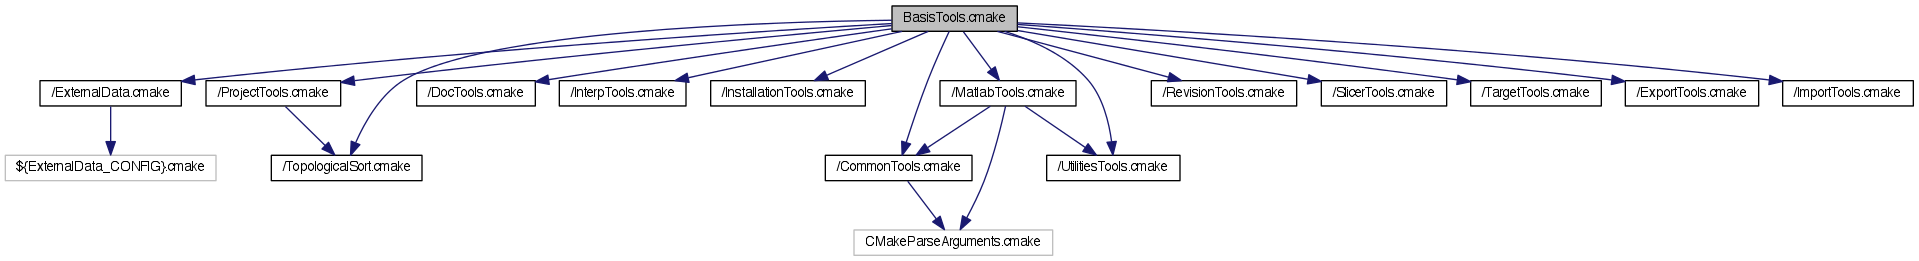 BasisTools.cmake
/ExternalData.cmake
/ProjectTools.cmake
/DocTools.cmake
/InterpTools.cmake
/InstallationTools.cmake
/MatlabTools.cmake
/RevisionTools.cmake
/SlicerTools.cmake
/TargetTools.cmake
/ExportTools.cmake
/ImportTools.cmake
${ExternalData_CONFIG}.cmake
/TopologicalSort.cmake
/CommonTools.cmake
/UtilitiesTools.cmake
CMakeParseArguments.cmake